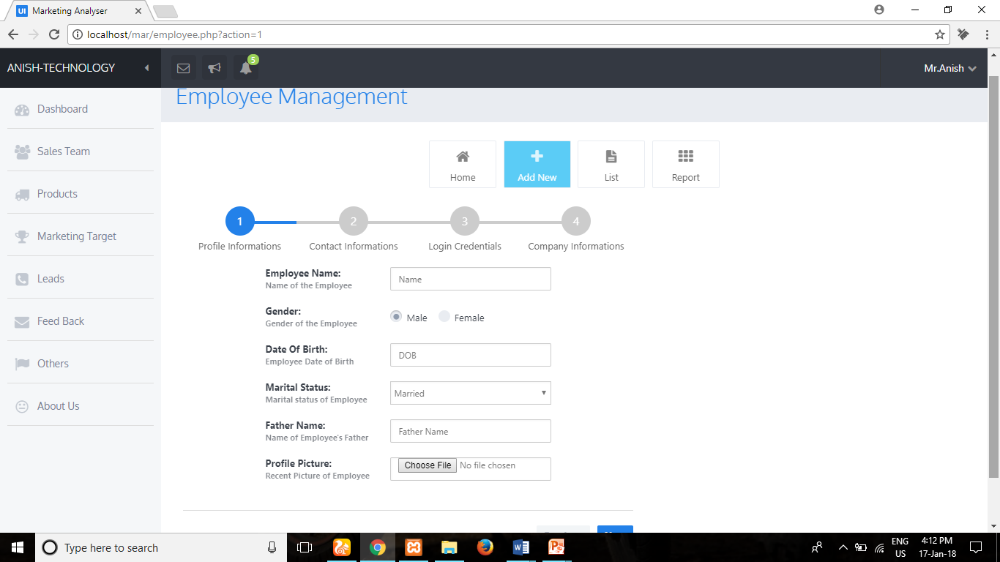 UI Marketing Analyser
localhost/mar/employee.php?action=1
ANISH-TECHNOLOGY
5
Mr.Anish
Employee Management
Dashboard
Sales Team
Products
Marketing Target
Leads
Feed Back
Others
About Us
Home
Add New
List
Report
1 2 3 4
Profile Informations Contact Informations Login Credentials Company Informations
Employee Name:
Name of the Employee
Name
Gender:
Gender of the Employee
Male Female
Date Of Birth:
Employee Date of Birth
DOB
Marital Status:
Marital status of Employee
Married
Father Name:
Name of Employee's Father
Father Name
Profile Picture:
Recent Picture of Employee
Choose File No file chosen
Type here to search
ENG
US
4:12 PM
17-Jan-18